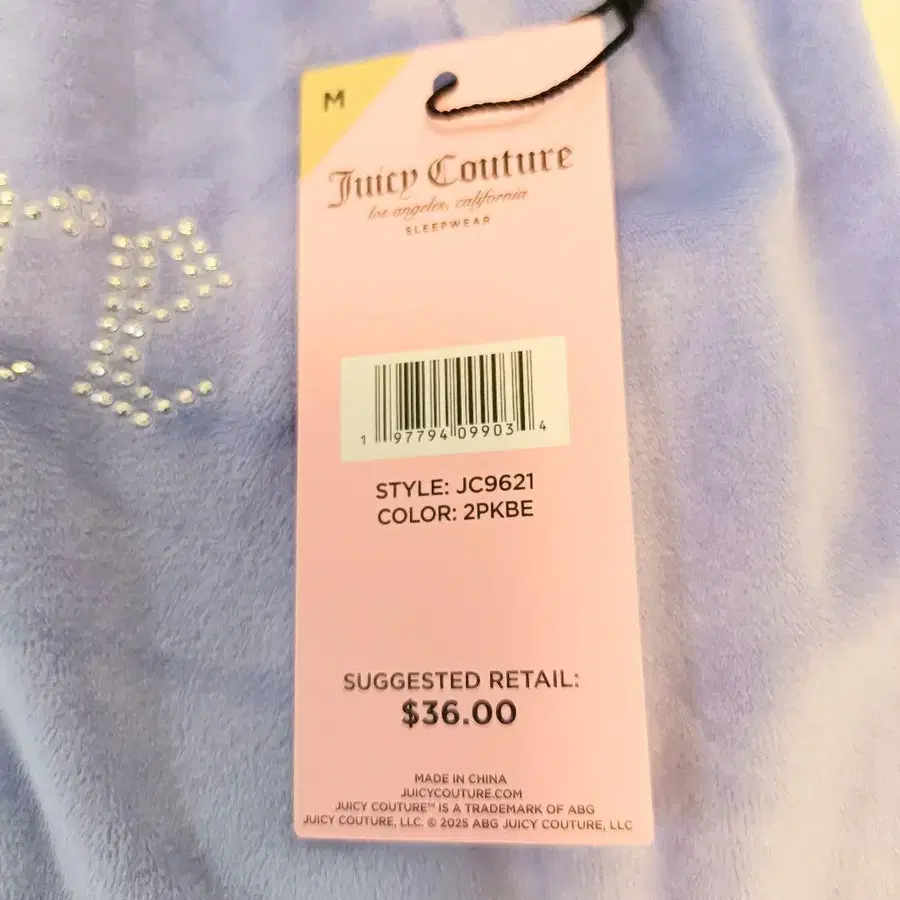 M
Juicy Couture
los angeles, california
SLEEPWEAR
1 97794 09903 4
STYLE: JC9621
COLOR: 2PKBE
SUGGESTED RETAIL:
$36.00
MADE IN CHINA
JUICYCOUTURE.COM
JUICY COUTURE™ IS A TRADEMARK OF ABG
JUICY COUTURE, LLC. © 2025 ABG JUICY COUTURE, LLC